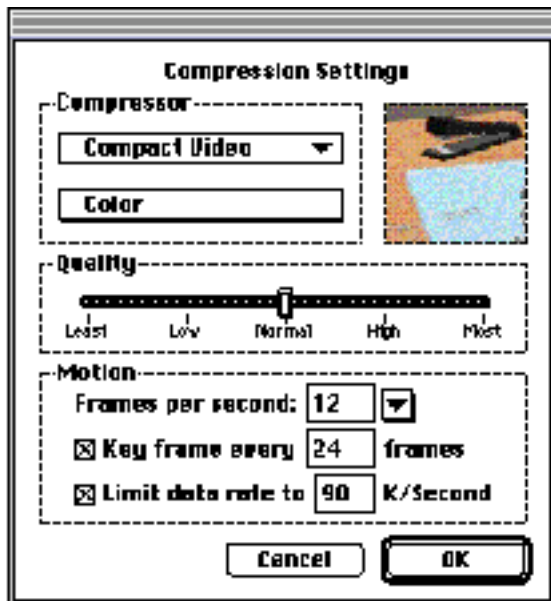 Compression Settings
Compressor
Compact Video
Color
Quality
Least Low Normal High Most
Motion
Frames per second: 12
Key frame every 24 frames
Limit data rate to 90 K/Second
Cancel OK